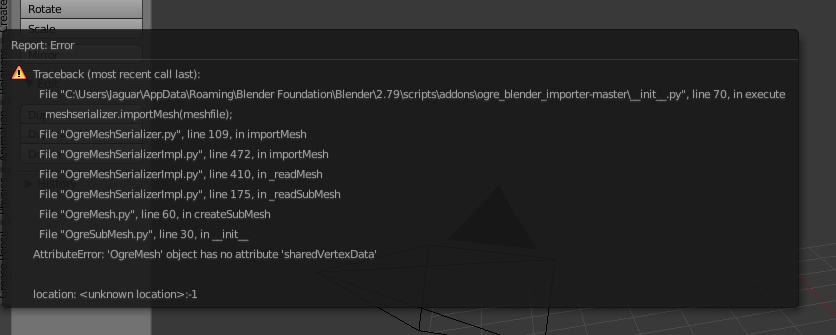 Rotate
Scale
Report: Error
Traceback (most recent call last):
File "C:\Users\Jaguar\AppData\Roaming\Blender Foundation\Blender\2.79\scripts\addons\ogre_blender_importer-master\__init__.py", line 70, in execute
meshserializer.importMesh(meshfile);
File "OgreMeshSerializer.py", line 109, in importMesh
File "OgreMeshSerializerImpl.py", line 472, in importMesh
File "OgreMeshSerializerImpl.py", line 410, in _readMesh
File "OgreMeshSerializerImpl.py", line 175, in _readSubMesh
File "OgreMesh.py", line 60, in createSubMesh
File "OgreSubMesh.py", line 30, in __init__
AttributeError: 'OgreMesh' object has no attribute 'sharedVertexData'
location: <unknown location>:-1